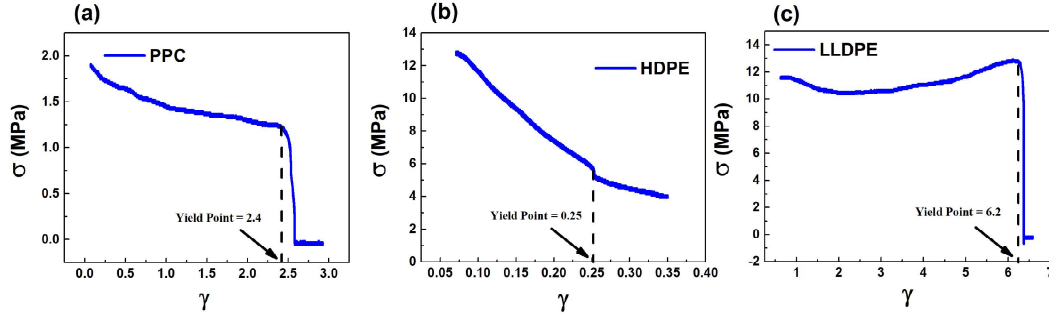 (a)
PPC
σ (MPa)
2.0
1.5
1.0
0.5
0.0
Yield Point = 2.4
0.0 0.5 1.0 1.5 2.0 2.5 3.0
γ
(b)
HDPE
σ (MPa)
14
12
10
8
6
4
2
0
Yield Point = 0.25
0.05 0.10 0.15 0.20 0.25 0.30 0.35 0.40
γ
(c)
LLDPE
σ (MPa)
14
12
10
8
6
4
2
0
-2
Yield Point = 6.2
1 2 3 4 5 6 7
γ